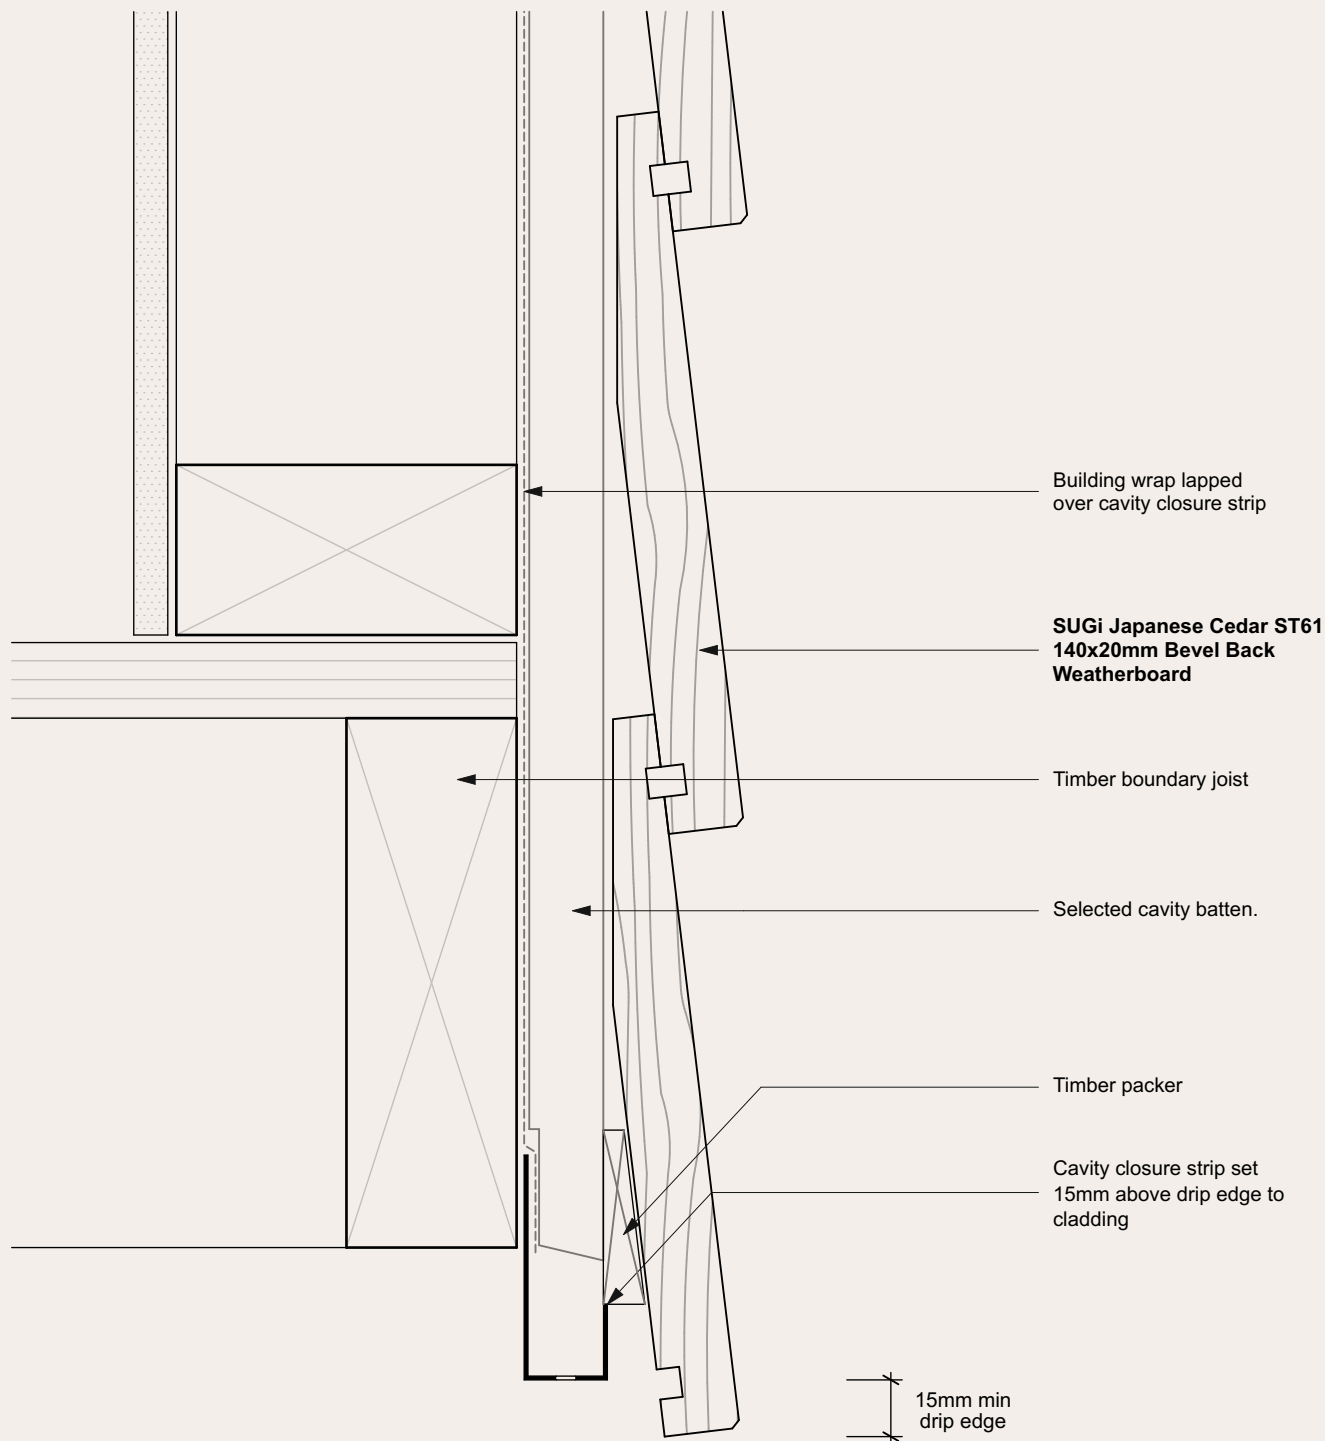 Building wrap lapped
over cavity closure strip
SUGi Japanese Cedar ST61
140x20mm Bevel Back
Weatherboard
Timber boundary joist
Selected cavity batten.
Timber packer
Cavity closure strip set
15mm above drip edge to
cladding
15mm min
drip edge